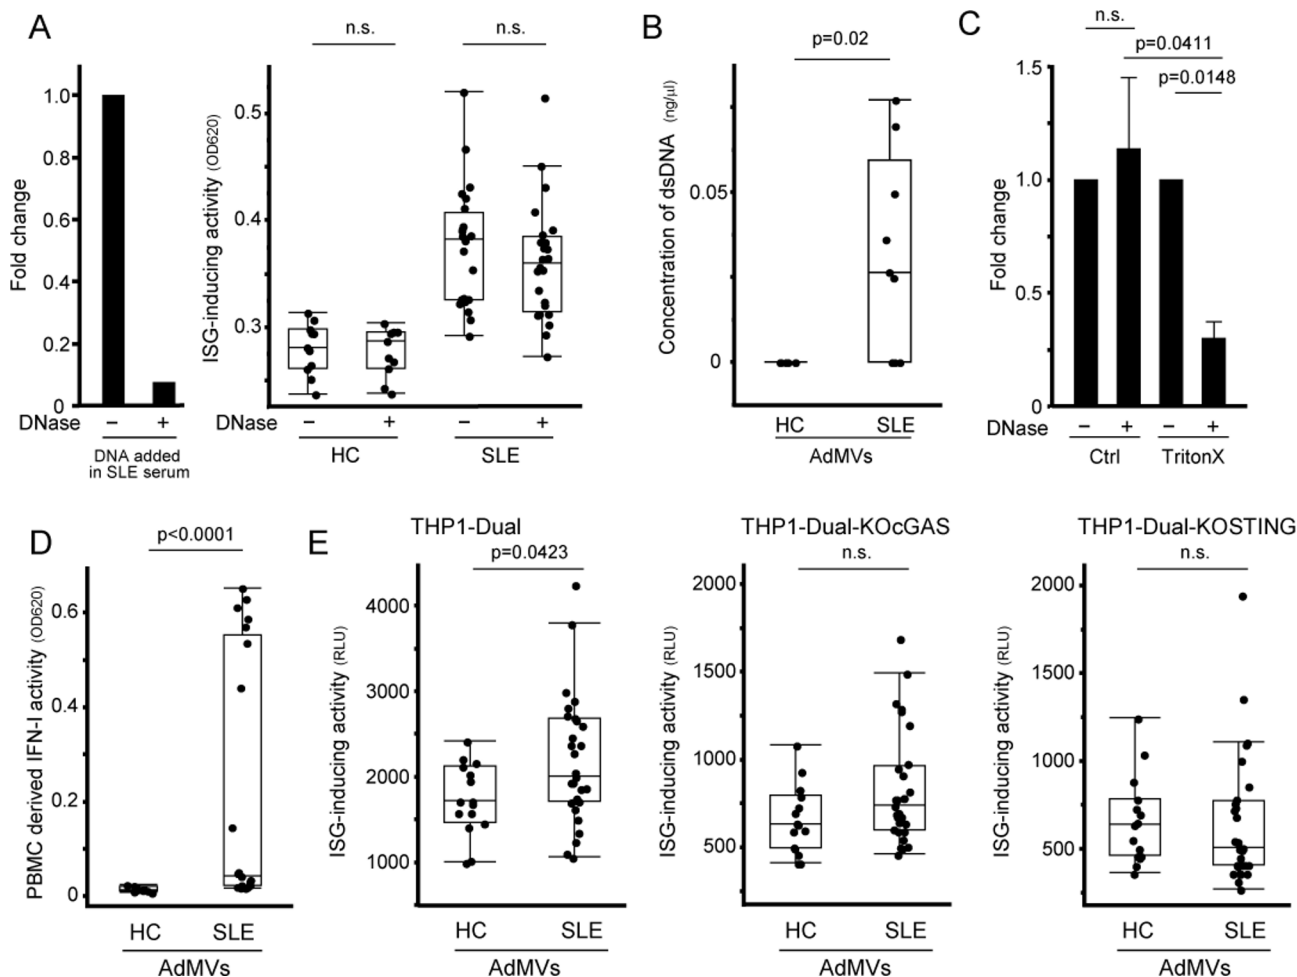 A
n.s.
n.s.
Fold change
1.0
0.8
0.6
0.4
0.2
0
DNase
−
+
DNA added
in SLE serum
ISG-inducing activity (OD620)
0.5
0.4
0.3
DNase
−
+
−
+
HC
SLE
B
p=0.02
Concentration of dsDNA (ng/μl)
0.05
0
HC
SLE
AdMVs
C
n.s.
p=0.0411
p=0.0148
Fold change
1.5
1.0
0.5
0
DNase
−
+
−
+
Ctrl
TritonX
D
p<0.0001
PBMC derived IFN-I activity (OD620)
0.6
0.4
0.2
0
HC
SLE
AdMVs
E
THP1-Dual
p=0.0423
ISG-inducing activity (RLU)
4000
3000
2000
1000
HC
SLE
AdMVs
THP1-Dual-KOcGAS
n.s.
ISG-inducing activity (RLU)
2000
1500
1000
500
HC
SLE
AdMVs
THP1-Dual-KOSTING
n.s.
ISG-inducing activity (RLU)
2000
1500
1000
500
HC
SLE
AdMVs